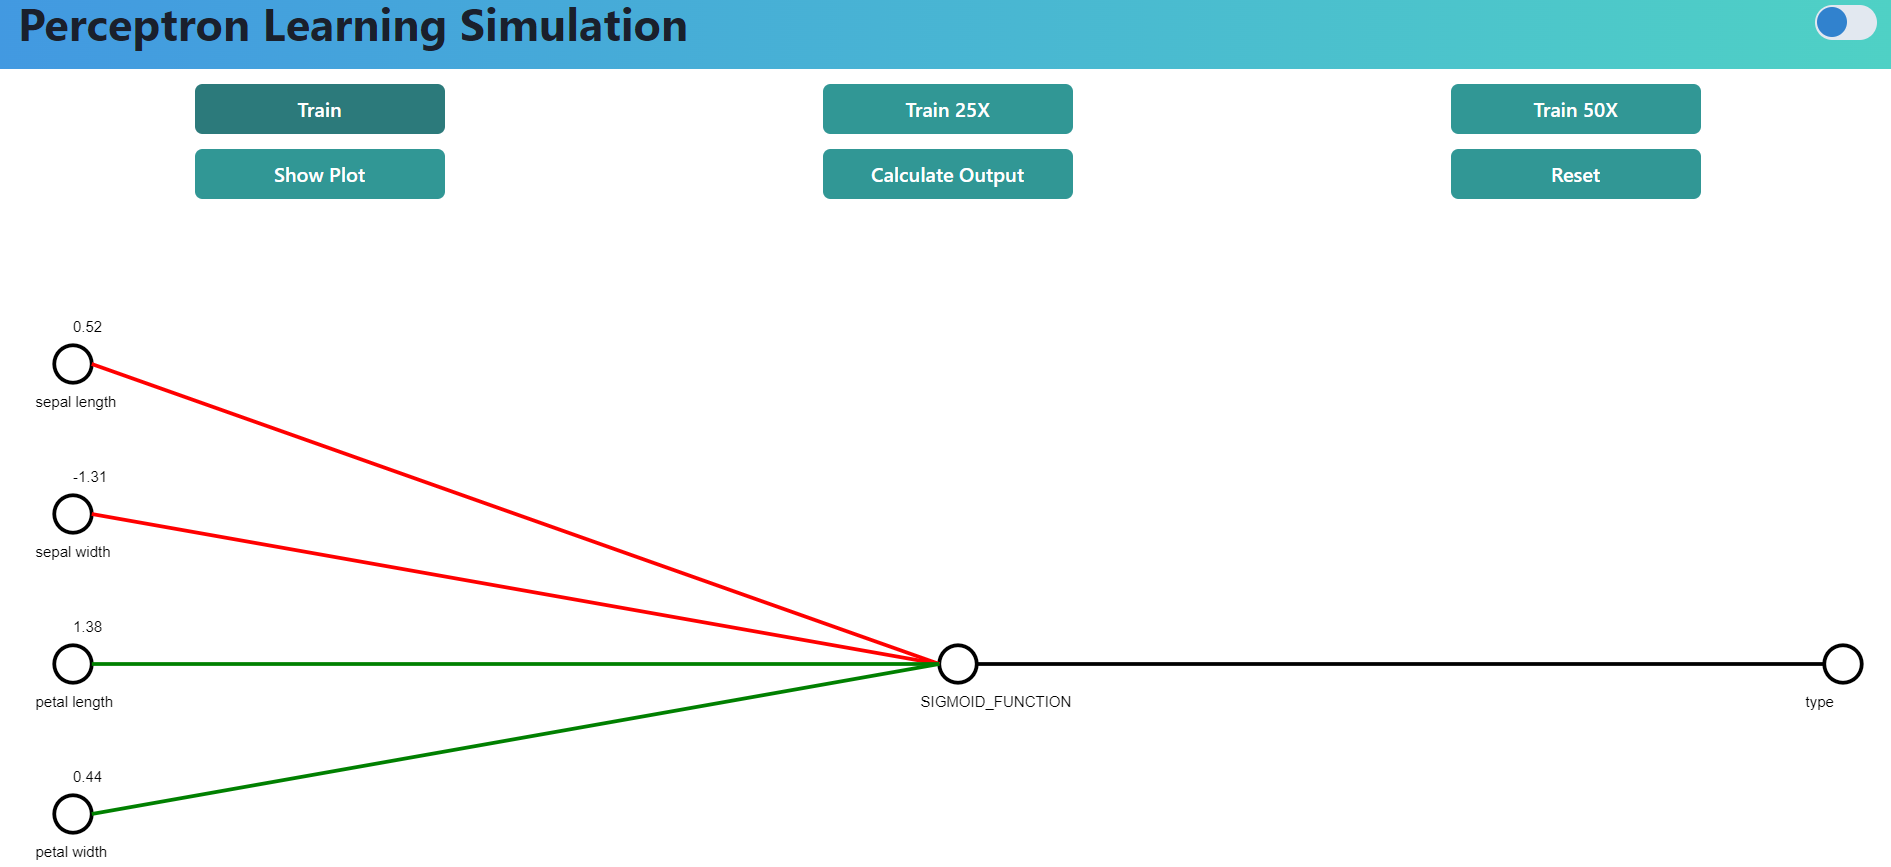 Perceptron Learning Simulation
Train
Train 25X
Train 50X
Show Plot
Calculate Output
Reset
0.52
sepal length
-1.31
sepal width
1.38
petal length
SIGMOID_FUNCTION
type
0.44
petal width